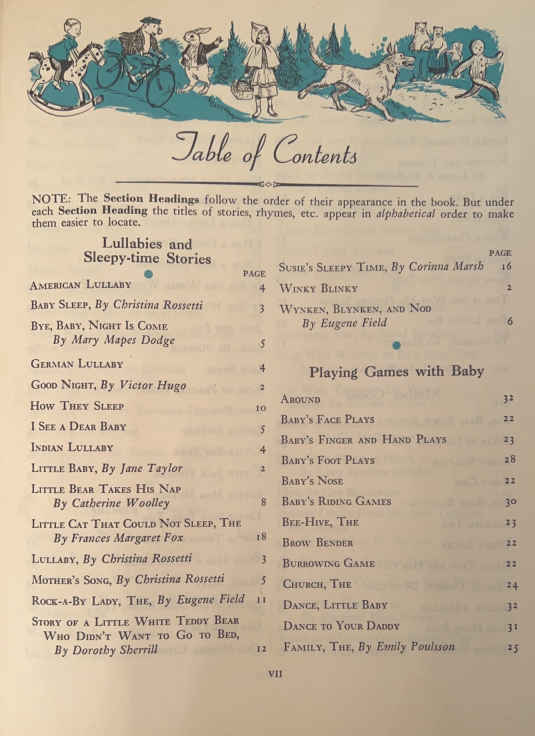 Table of Contents
NOTE: The Section Headings follow the order of their appearance in the book. But under
each Section Heading the titles of stories, rhymes, etc. appear in alphabetical order to make
them easier to locate.
Lullabies and
Sleepy-time Stories
PAGE
American Lullaby 4
Baby Sleep, By Christina Rossetti 3
Bye, Baby, Night Is Come
By Mary Mapes Dodge 5
German Lullaby 4
Good Night, By Victor Hugo 2
How They Sleep 10
I See a Dear Baby 5
Indian Lullaby 4
Little Baby, By Jane Taylor 2
Little Bear Takes His Nap
By Catherine Woolley 8
Little Cat That Could Not Sleep, The
By Frances Margaret Fox 18
Lullaby, By Christina Rossetti 3
Mother's Song, By Christina Rossetti 5
Rock-a-By Lady, The, By Eugene Field 11
Story of a Little White Teddy Bear
Who Didn't Want to Go to Bed,
By Dorothy Sherrill 12
PAGE
Susie's Sleepy Time, By Corinna Marsh 16
Winky Blinky 2
Wynken, Blynken, and Nod
By Eugene Field 6
Playing Games with Baby
Around 32
Baby's Face Plays 22
Baby's Finger and Hand Plays 23
Baby's Foot Plays 28
Baby's Nose 22
Baby's Riding Games 30
Bee-Hive, The 23
Brow Bender 22
Burrowing Game 22
Church, The 24
Dance, Little Baby 32
Dance to Your Daddy 31
Family, The, By Emily Poulsson 25
VII